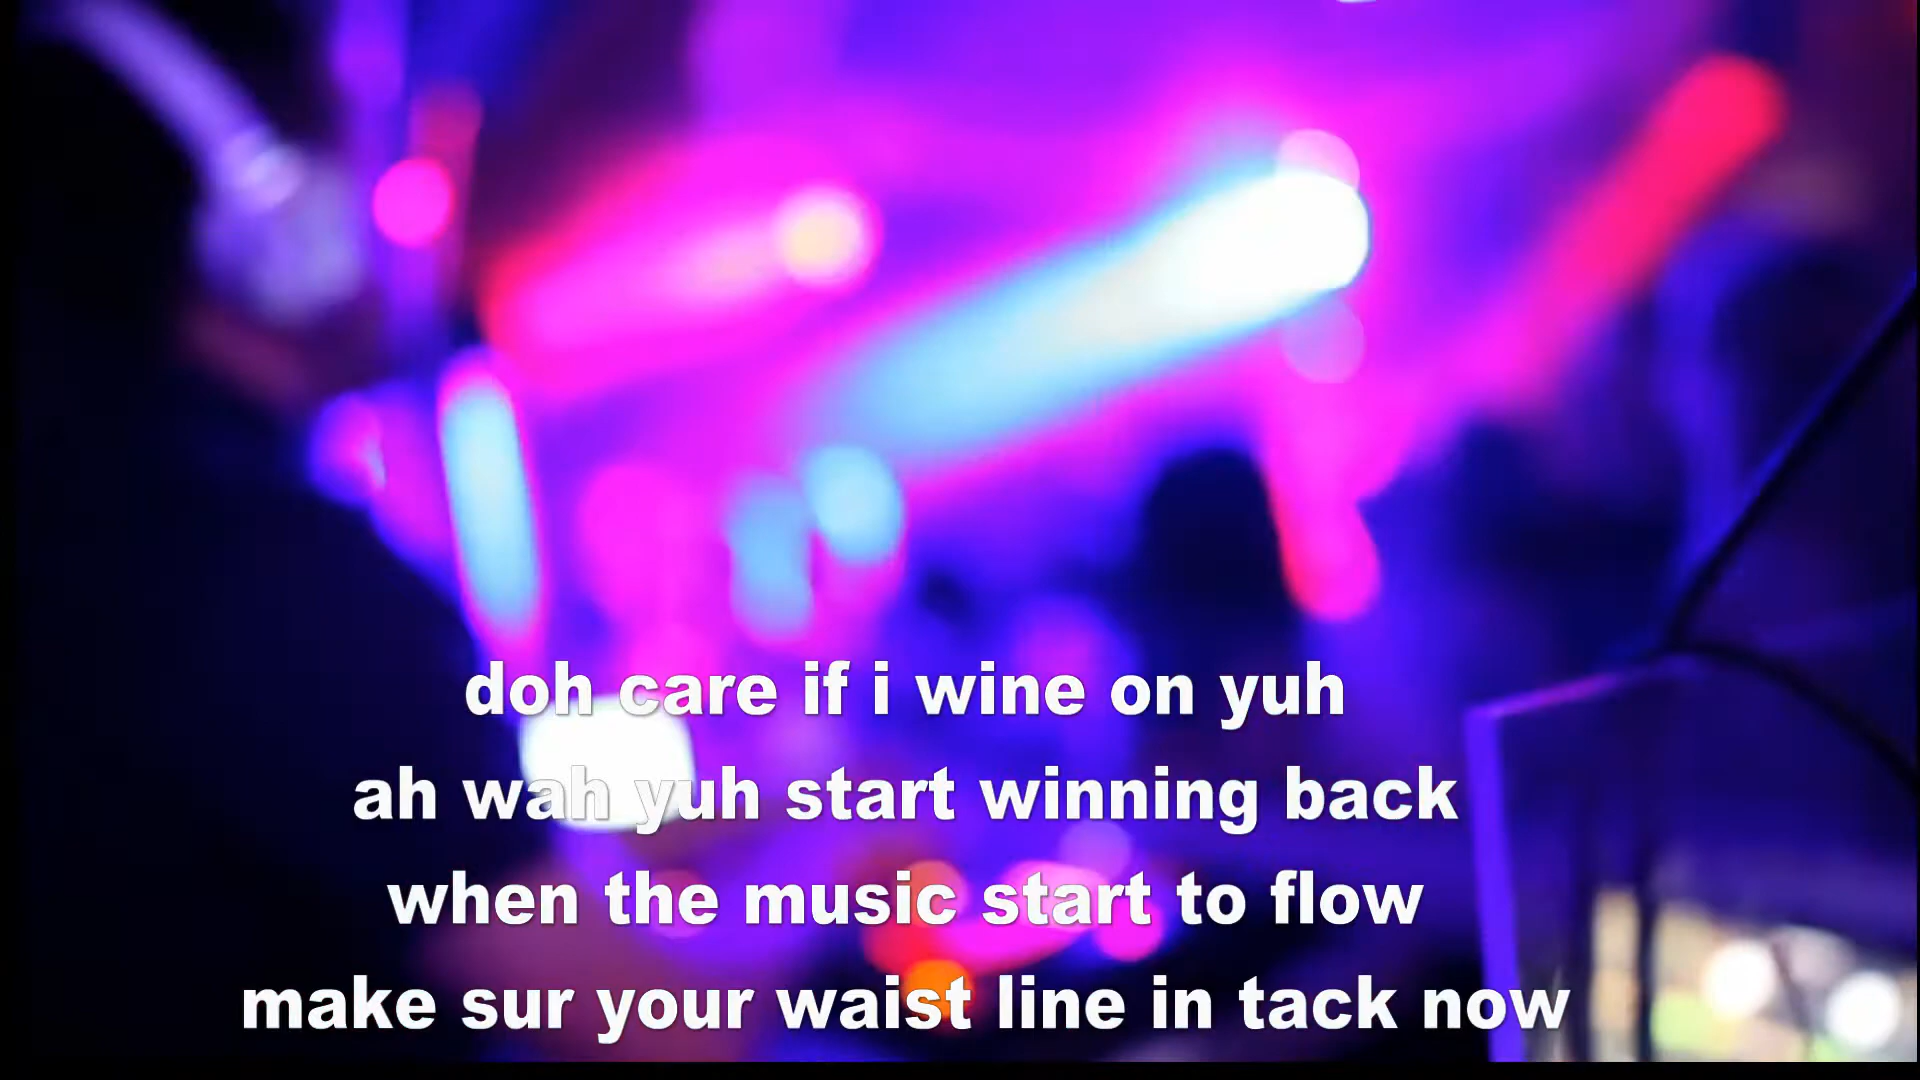 doh care if i wine on yuh
ah wah yuh start winning back
when the music start to flow
make sur your waist line in tack now